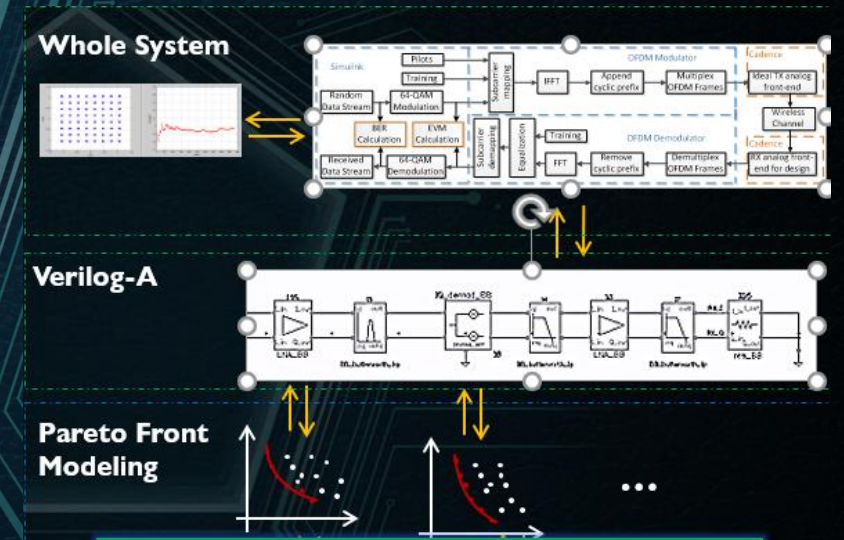 Whole System
Simulink
Pilots
Training
Random
Data Stream
64-QAM
Modulation
BER
Calculation
EVM
Calculation
Received
Data Stream
64-QAM
Demodulation
Subcarrier
mapping
IFFT
Append
cyclic prefix
Multiplex
OFDM Frames
OFDM Modulator
Cadence
Ideal TX analog
front-end
Wireless
Channel
Subcarrier
demapping
Equalization
Training
FFT
Remove
cyclic prefix
Demultiplex
OFDM Frames
OFDM Demodulator
Cadence
RX analog front-
end for design
Verilog-A
LNA_BB
IQ_demod_BB
LNA_BB
res_BB
Pareto Front
Modeling
...